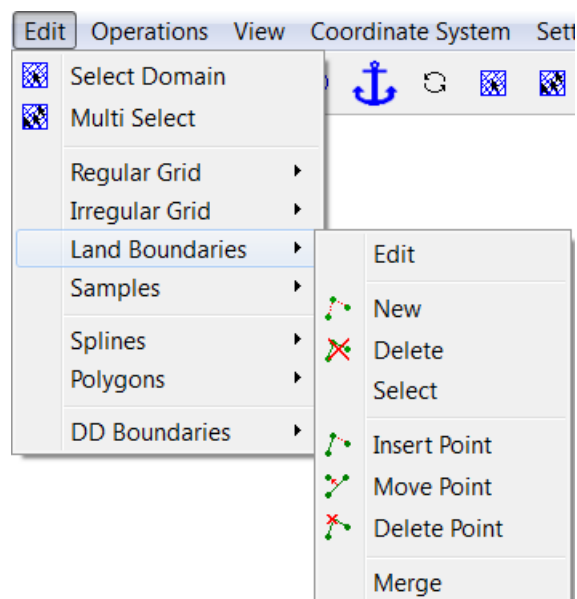 Edit Operations View Coordinate System Sett
Select Domain
Multi Select
Regular Grid
Irregular Grid
Land Boundaries
Samples
Splines
Polygons
DD Boundaries
Edit
New
Delete
Select
Insert Point
Move Point
Delete Point
Merge